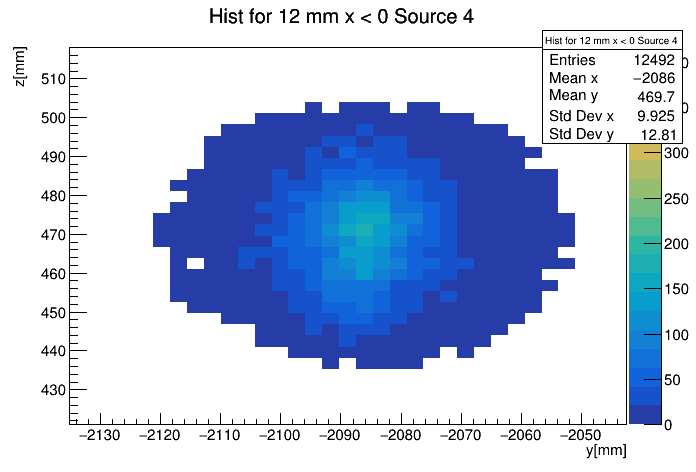 Hist for 12 mm x < 0 Source 4
z[mm]
Hist for 12 mm x < 0 Source 4
Entries 12492
Mean x −2086
Mean y 469.7
Std Dev x 9.925
Std Dev y 12.81
510
500
490
480
470
460
450
440
430
300
250
200
150
100
50
0
−2130 −2120 −2110 −2100 −2090 −2080 −2070 −2060 −2050
y[mm]